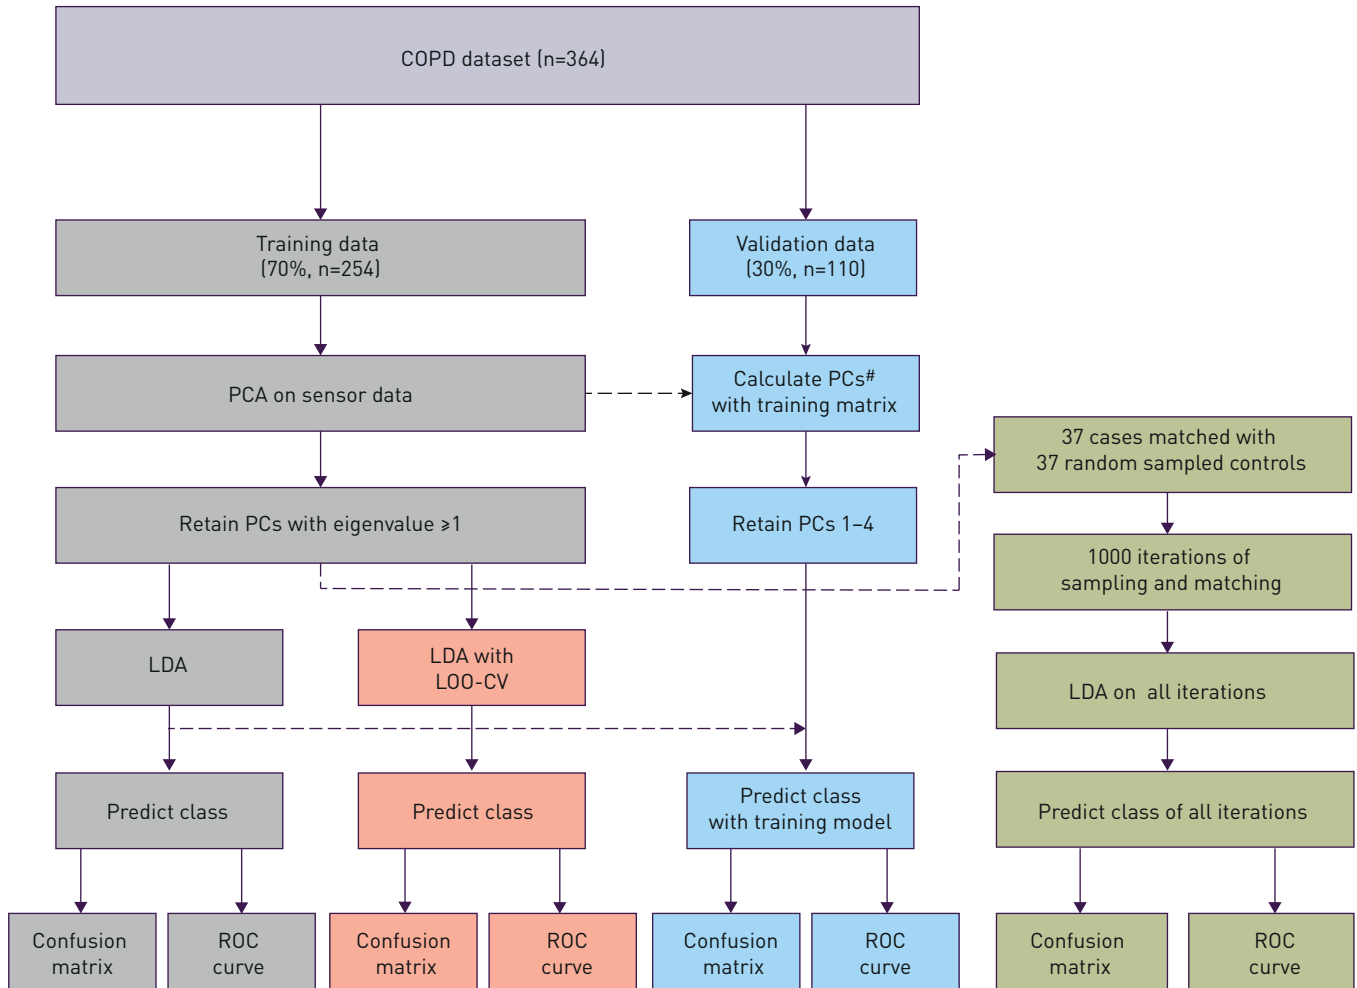 COPD dataset (n=364)
Training data
(70%, n=254)
Validation data
(30%, n=110)
PCA on sensor data
Calculate PCs#
with training matrix
37 cases matched with
37 random sampled controls
Retain PCs with eigenvalue ⩾1
Retain PCs 1–4
1000 iterations of
sampling and matching
LDA
LDA with
LOO-CV
LDA on all iterations
Predict class
Predict class
Predict class
with training model
Predict class of all iterations
Confusion
matrix
ROC
curve
Confusion
matrix
ROC
curve
Confusion
matrix
ROC
curve
Confusion
matrix
ROC
curve